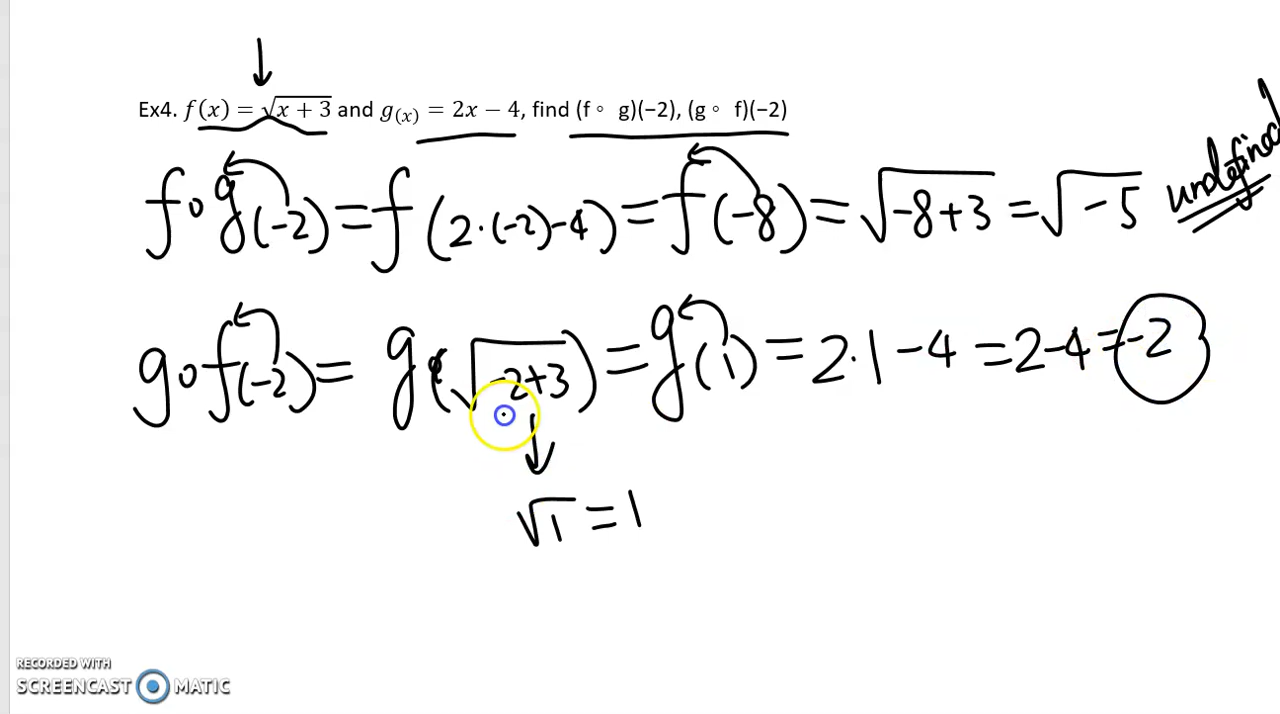 Ex4. f(x) = √x + 3 and g(x) = 2x − 4, find (f ∘ g)(−2), (g ∘ f)(−2)
f∘g(-2) = f(2·(-2)-4) = f(-8) = √-8+3 = √-5 undefined
g∘f(-2) = g(√-2+3) = g(1) = 2·1-4 = 2-4 = -2
√1 = 1
RECORDED WITH
SCREENCAST MATIC